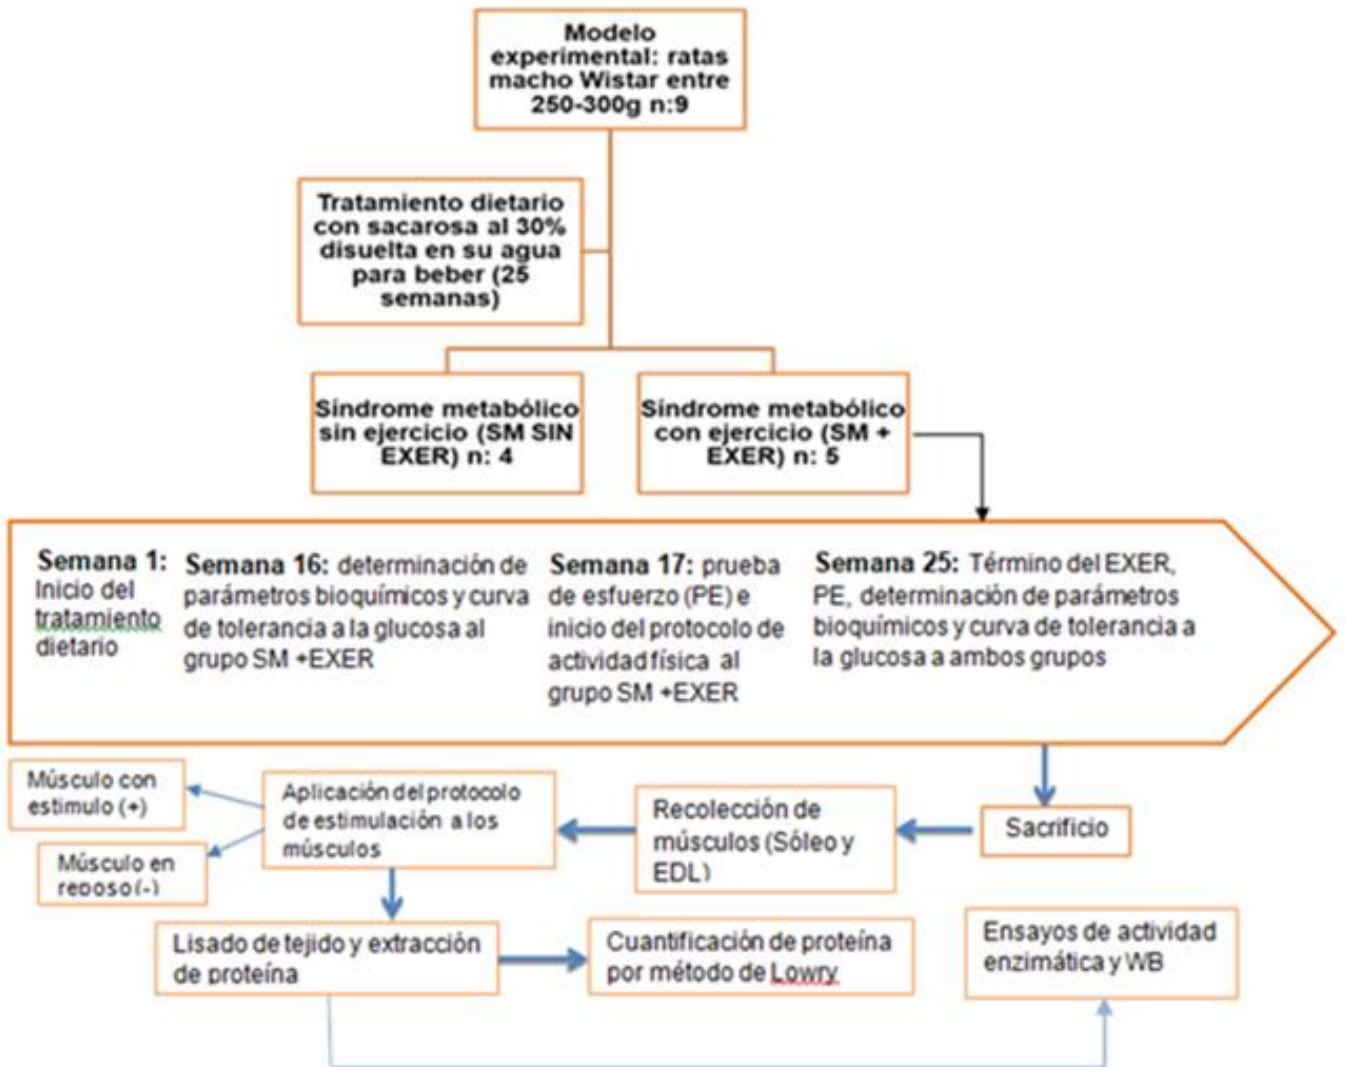 Modelo
experimental: ratas
macho Wistar entre
250-300g n:9
Tratamiento dietario
con sacarosa al 30%
disuelta en su agua
para beber (25
semanas)
Síndrome metabólico
sin ejercicio (SM SIN
EXER) n: 4
Síndrome metabólico
con ejercicio (SM +
EXER) n: 5
Semana 1:
Inicio del
tratamiento
dietario
Semana 16: determinación de
parámetros bioquímicos y curva
de tolerancia a la glucosa al
grupo SM +EXER
Semana 17: prueba
de esfuerzo (PE) e
inicio del protocolo de
actividad física al
grupo SM +EXER
Semana 25: Término del EXER,
PE, determinación de parámetros
bioquímicos y curva de tolerancia a
la glucosa a ambos grupos
Sacrificio
Recolección de
músculos (Sóleo y
EDL)
Aplicación del protocolo
de estimulación a los
músculos
Músculo con
estimulo (+)
Músculo en
reposo (-)
Lisado de tejido y extracción
de proteína
Cuantificación de proteína
por método de Lowry
Ensayos de actividad
enzimática y WB